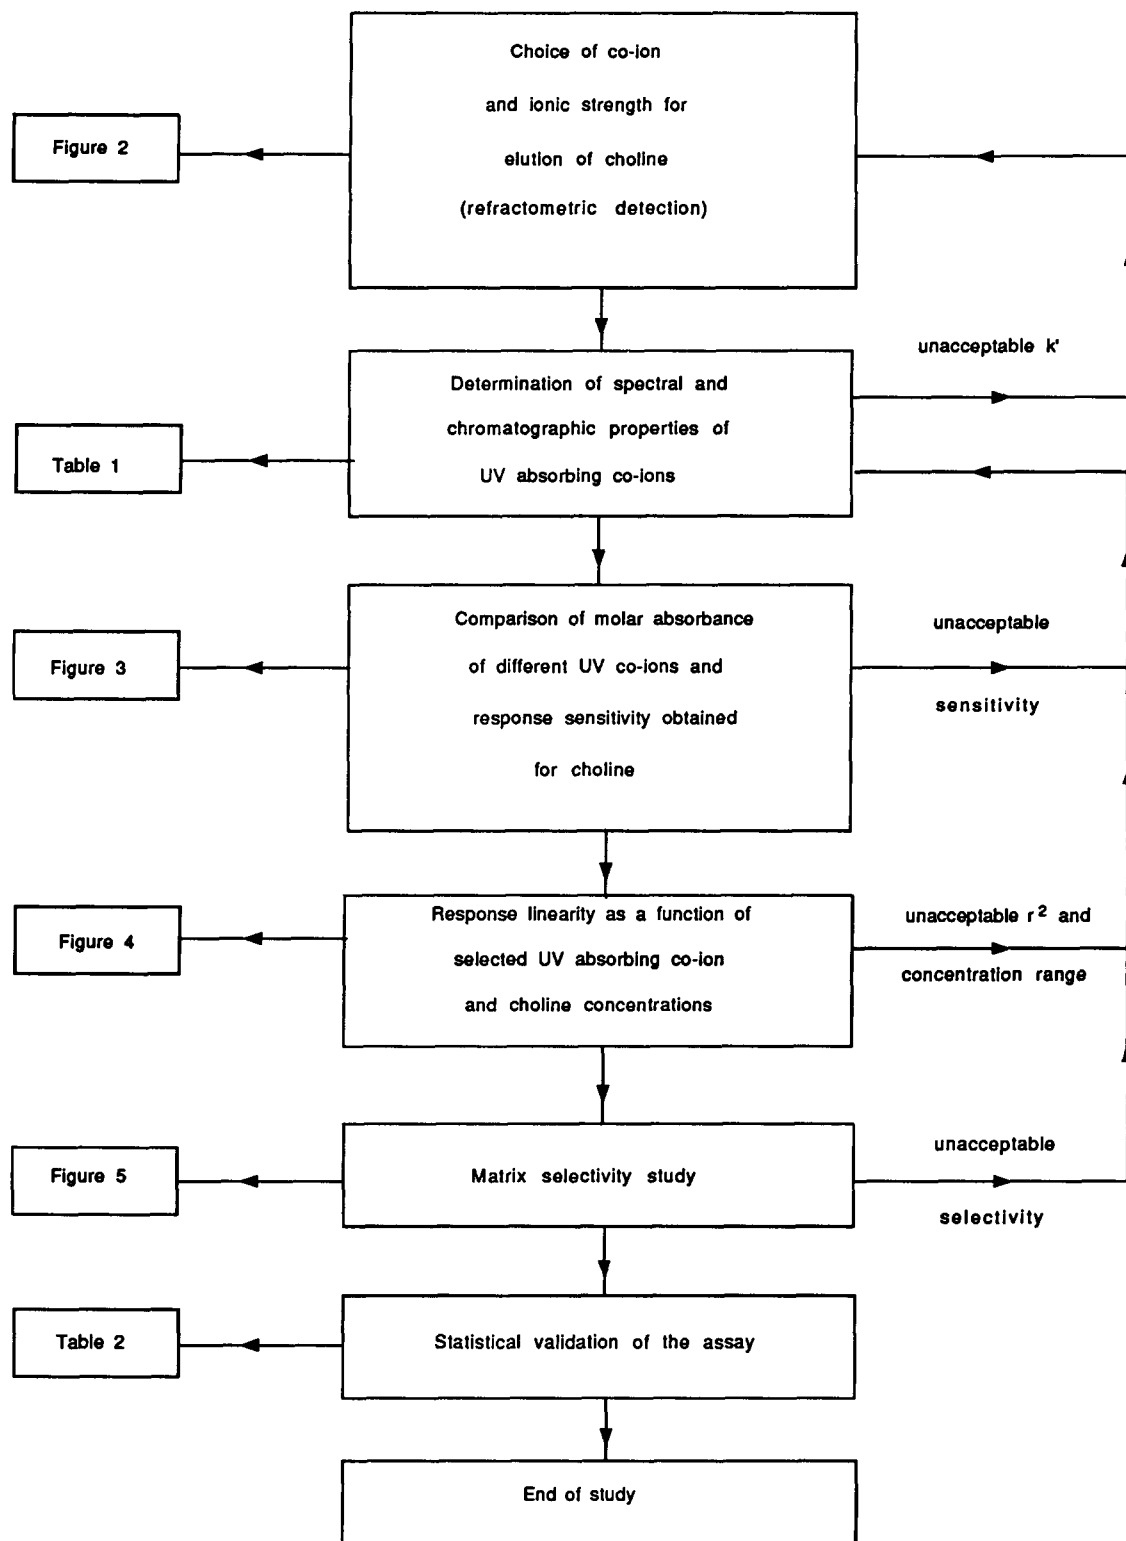 Choice of co-ion
and ionic strength for
elution of choline
(refractometric detection)
Figure 2
unacceptable k'
Determination of spectral and
chromatographic properties of
UV absorbing co-ions
Table 1
Comparison of molar absorbance
of different UV co-ions and
response sensitivity obtained
for choline
Figure 3
unacceptable
sensitivity
Response linearity as a function of
selected UV absorbing co-ion
and choline concentrations
Figure 4
unacceptable r² and
concentration range
Matrix selectivity study
Figure 5
unacceptable
selectivity
Statistical validation of the assay
Table 2
End of study